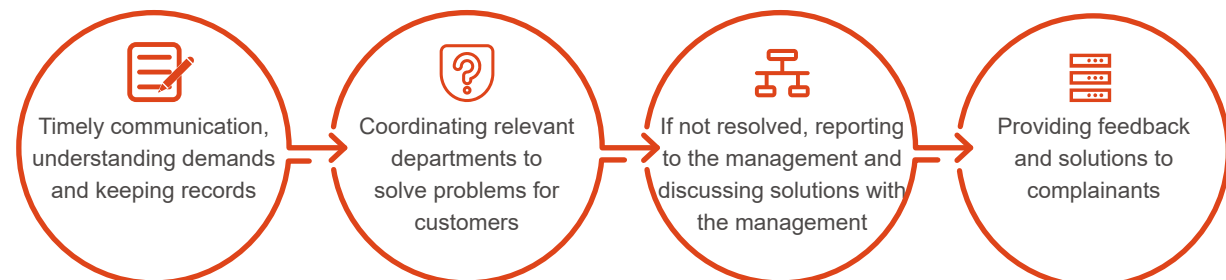 Timely communication,
understanding demands
and keeping records
Coordinating relevant
departments to
solve problems for
customers
If not resolved, reporting
to the management and
discussing solutions with
the management
Providing feedback
and solutions to
complainants